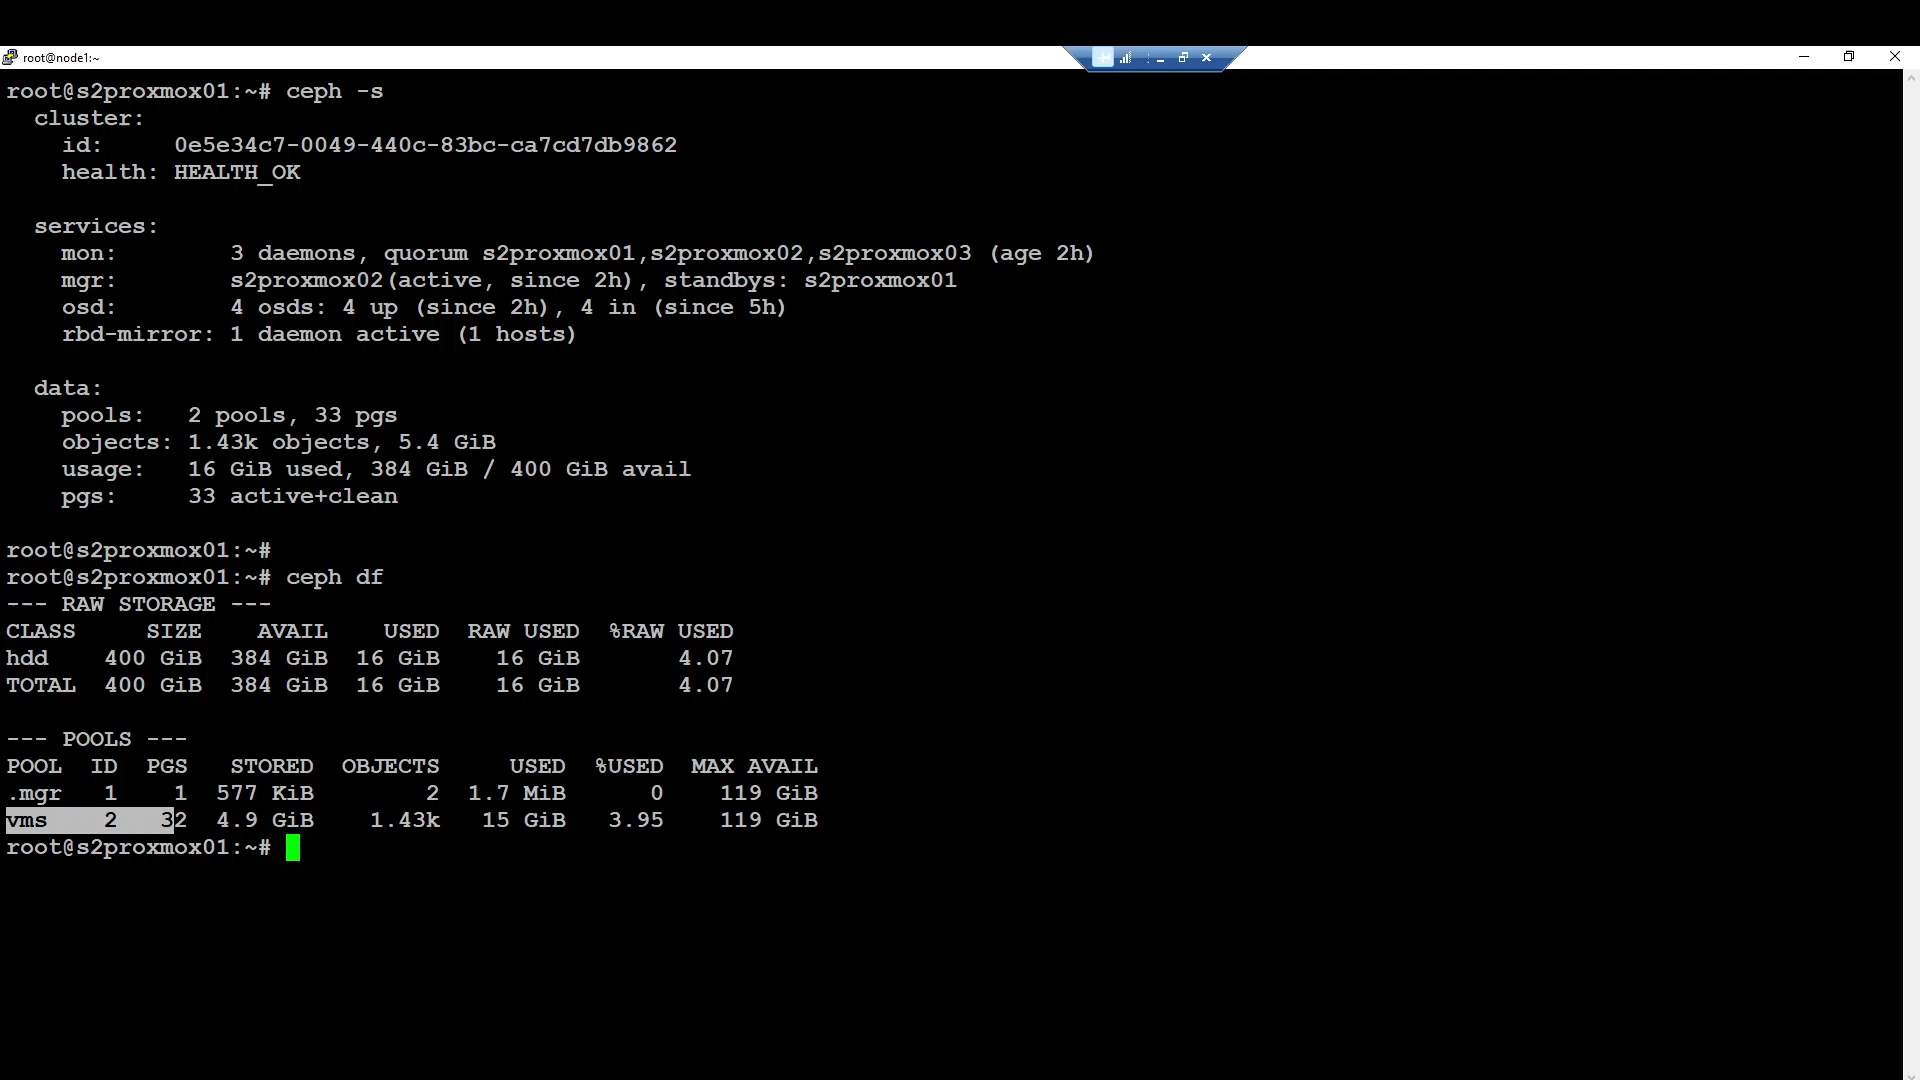 root@node1:~
root@s2proxmox01:~# ceph -s
  cluster:
    id:     0e5e34c7-0049-440c-83bc-ca7cd7db9862
    health: HEALTH_OK

  services:
    mon:        3 daemons, quorum s2proxmox01,s2proxmox02,s2proxmox03 (age 2h)
    mgr:        s2proxmox02(active, since 2h), standbys: s2proxmox01
    osd:        4 osds: 4 up (since 2h), 4 in (since 5h)
    rbd-mirror: 1 daemon active (1 hosts)

  data:
    pools:   2 pools, 33 pgs
    objects: 1.43k objects, 5.4 GiB
    usage:   16 GiB used, 384 GiB / 400 GiB avail
    pgs:     33 active+clean

root@s2proxmox01:~#
root@s2proxmox01:~# ceph df
--- RAW STORAGE ---
CLASS     SIZE    AVAIL    USED  RAW USED  %RAW USED
hdd    400 GiB  384 GiB  16 GiB    16 GiB       4.07
TOTAL  400 GiB  384 GiB  16 GiB    16 GiB       4.07

--- POOLS ---
POOL  ID  PGS   STORED  OBJECTS     USED  %USED  MAX AVAIL
.mgr   1    1  577 KiB        2  1.7 MiB      0    119 GiB
vms    2   32  4.9 GiB    1.43k   15 GiB   3.95    119 GiB
root@s2proxmox01:~#